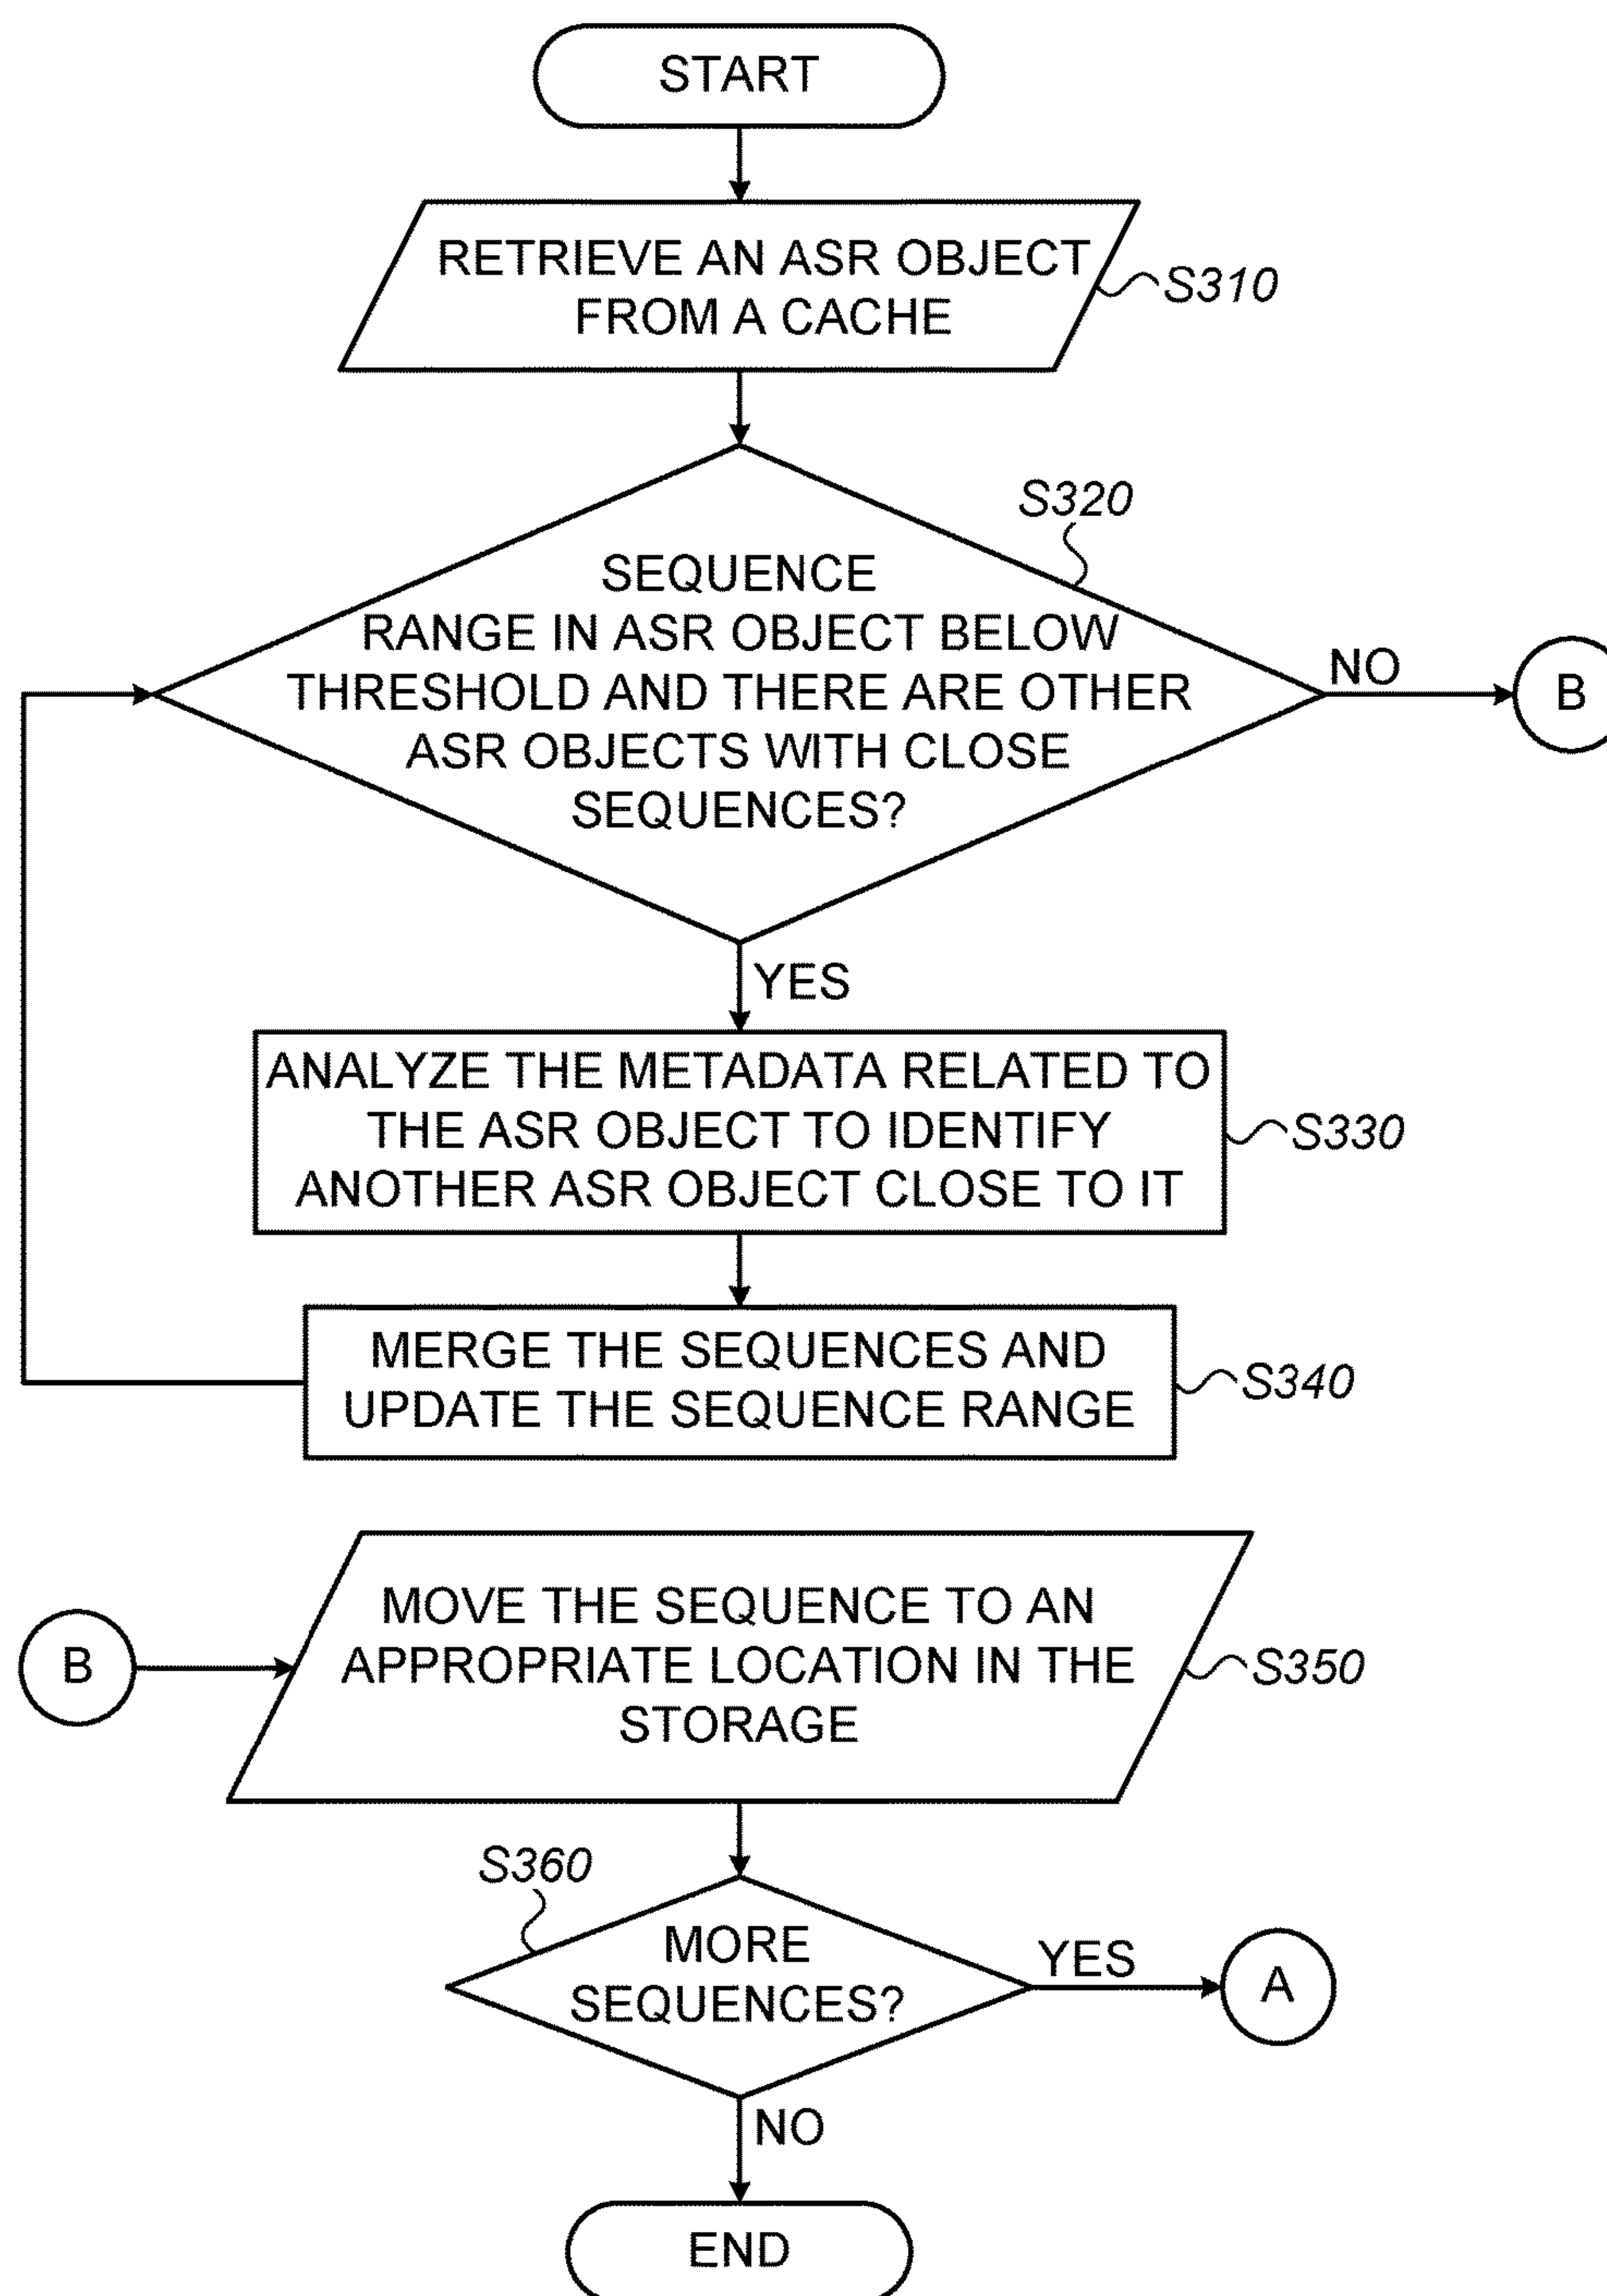 START
RETRIEVE AN ASR OBJECT
FROM A CACHE
S310
S320
SEQUENCE
RANGE IN ASR OBJECT BELOW
THRESHOLD AND THERE ARE OTHER
ASR OBJECTS WITH CLOSE
SEQUENCES?
NO
B
YES
ANALYZE THE METADATA RELATED TO
THE ASR OBJECT TO IDENTIFY
ANOTHER ASR OBJECT CLOSE TO IT
S330
MERGE THE SEQUENCES AND
UPDATE THE SEQUENCE RANGE
S340
B
MOVE THE SEQUENCE TO AN
APPROPRIATE LOCATION IN THE
STORAGE
S350
S360
MORE
SEQUENCES?
YES
A
NO
END